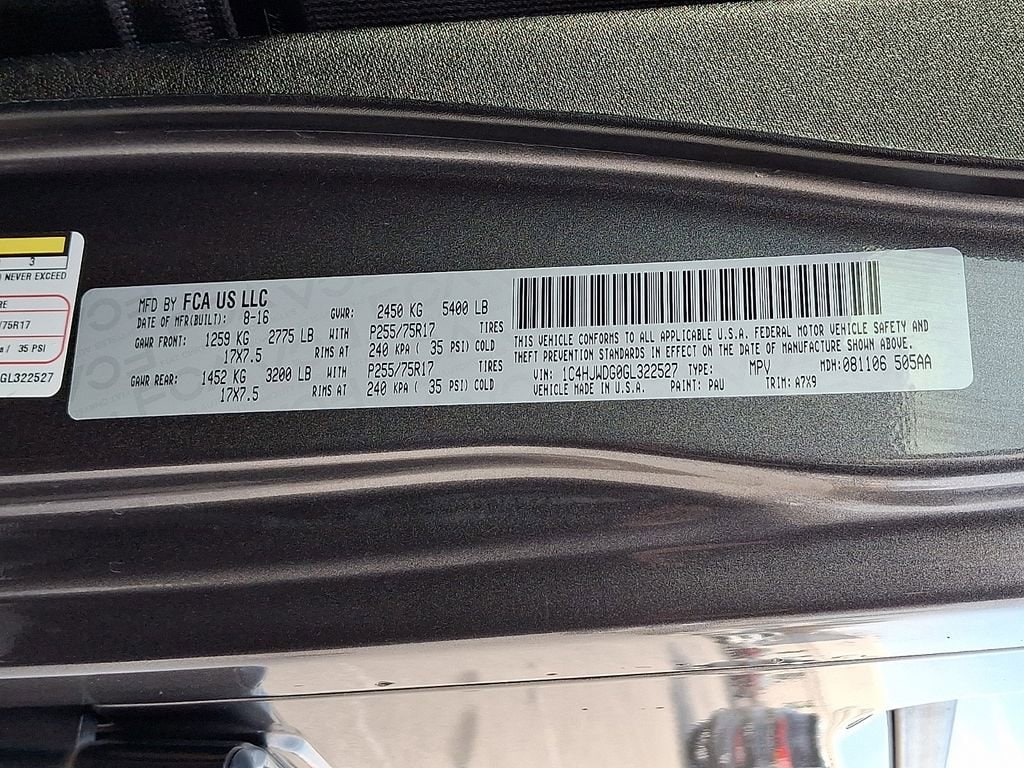 3
NEVER EXCEED
RE
/75R17
a / 35 PSI
0GL322527
MFD BY FCA US LLC
DATE OF MFR(BUILT): 8-16 GVWR: 2450 KG 5400 LB
GAWR FRONT: 1259 KG 2775 LB WITH P255/75R17 TIRES
17X7.5 RIMS AT 240 KPA ( 35 PSI) COLD
GAWR REAR: 1452 KG 3200 LB WITH P255/75R17 TIRES
17X7.5 RIMS AT 240 KPA ( 35 PSI) COLD
THIS VEHICLE CONFORMS TO ALL APPLICABLE U.S.A. FEDERAL MOTOR VEHICLE SAFETY AND
THEFT PREVENTION STANDARDS IN EFFECT ON THE DATE OF MANUFACTURE SHOWN ABOVE.
VIN: 1C4HJWDG0GL322527 TYPE: MPV MDH: 081106 505AA
VEHICLE MADE IN U.S.A. PAINT: PAU TRIM: A7X9